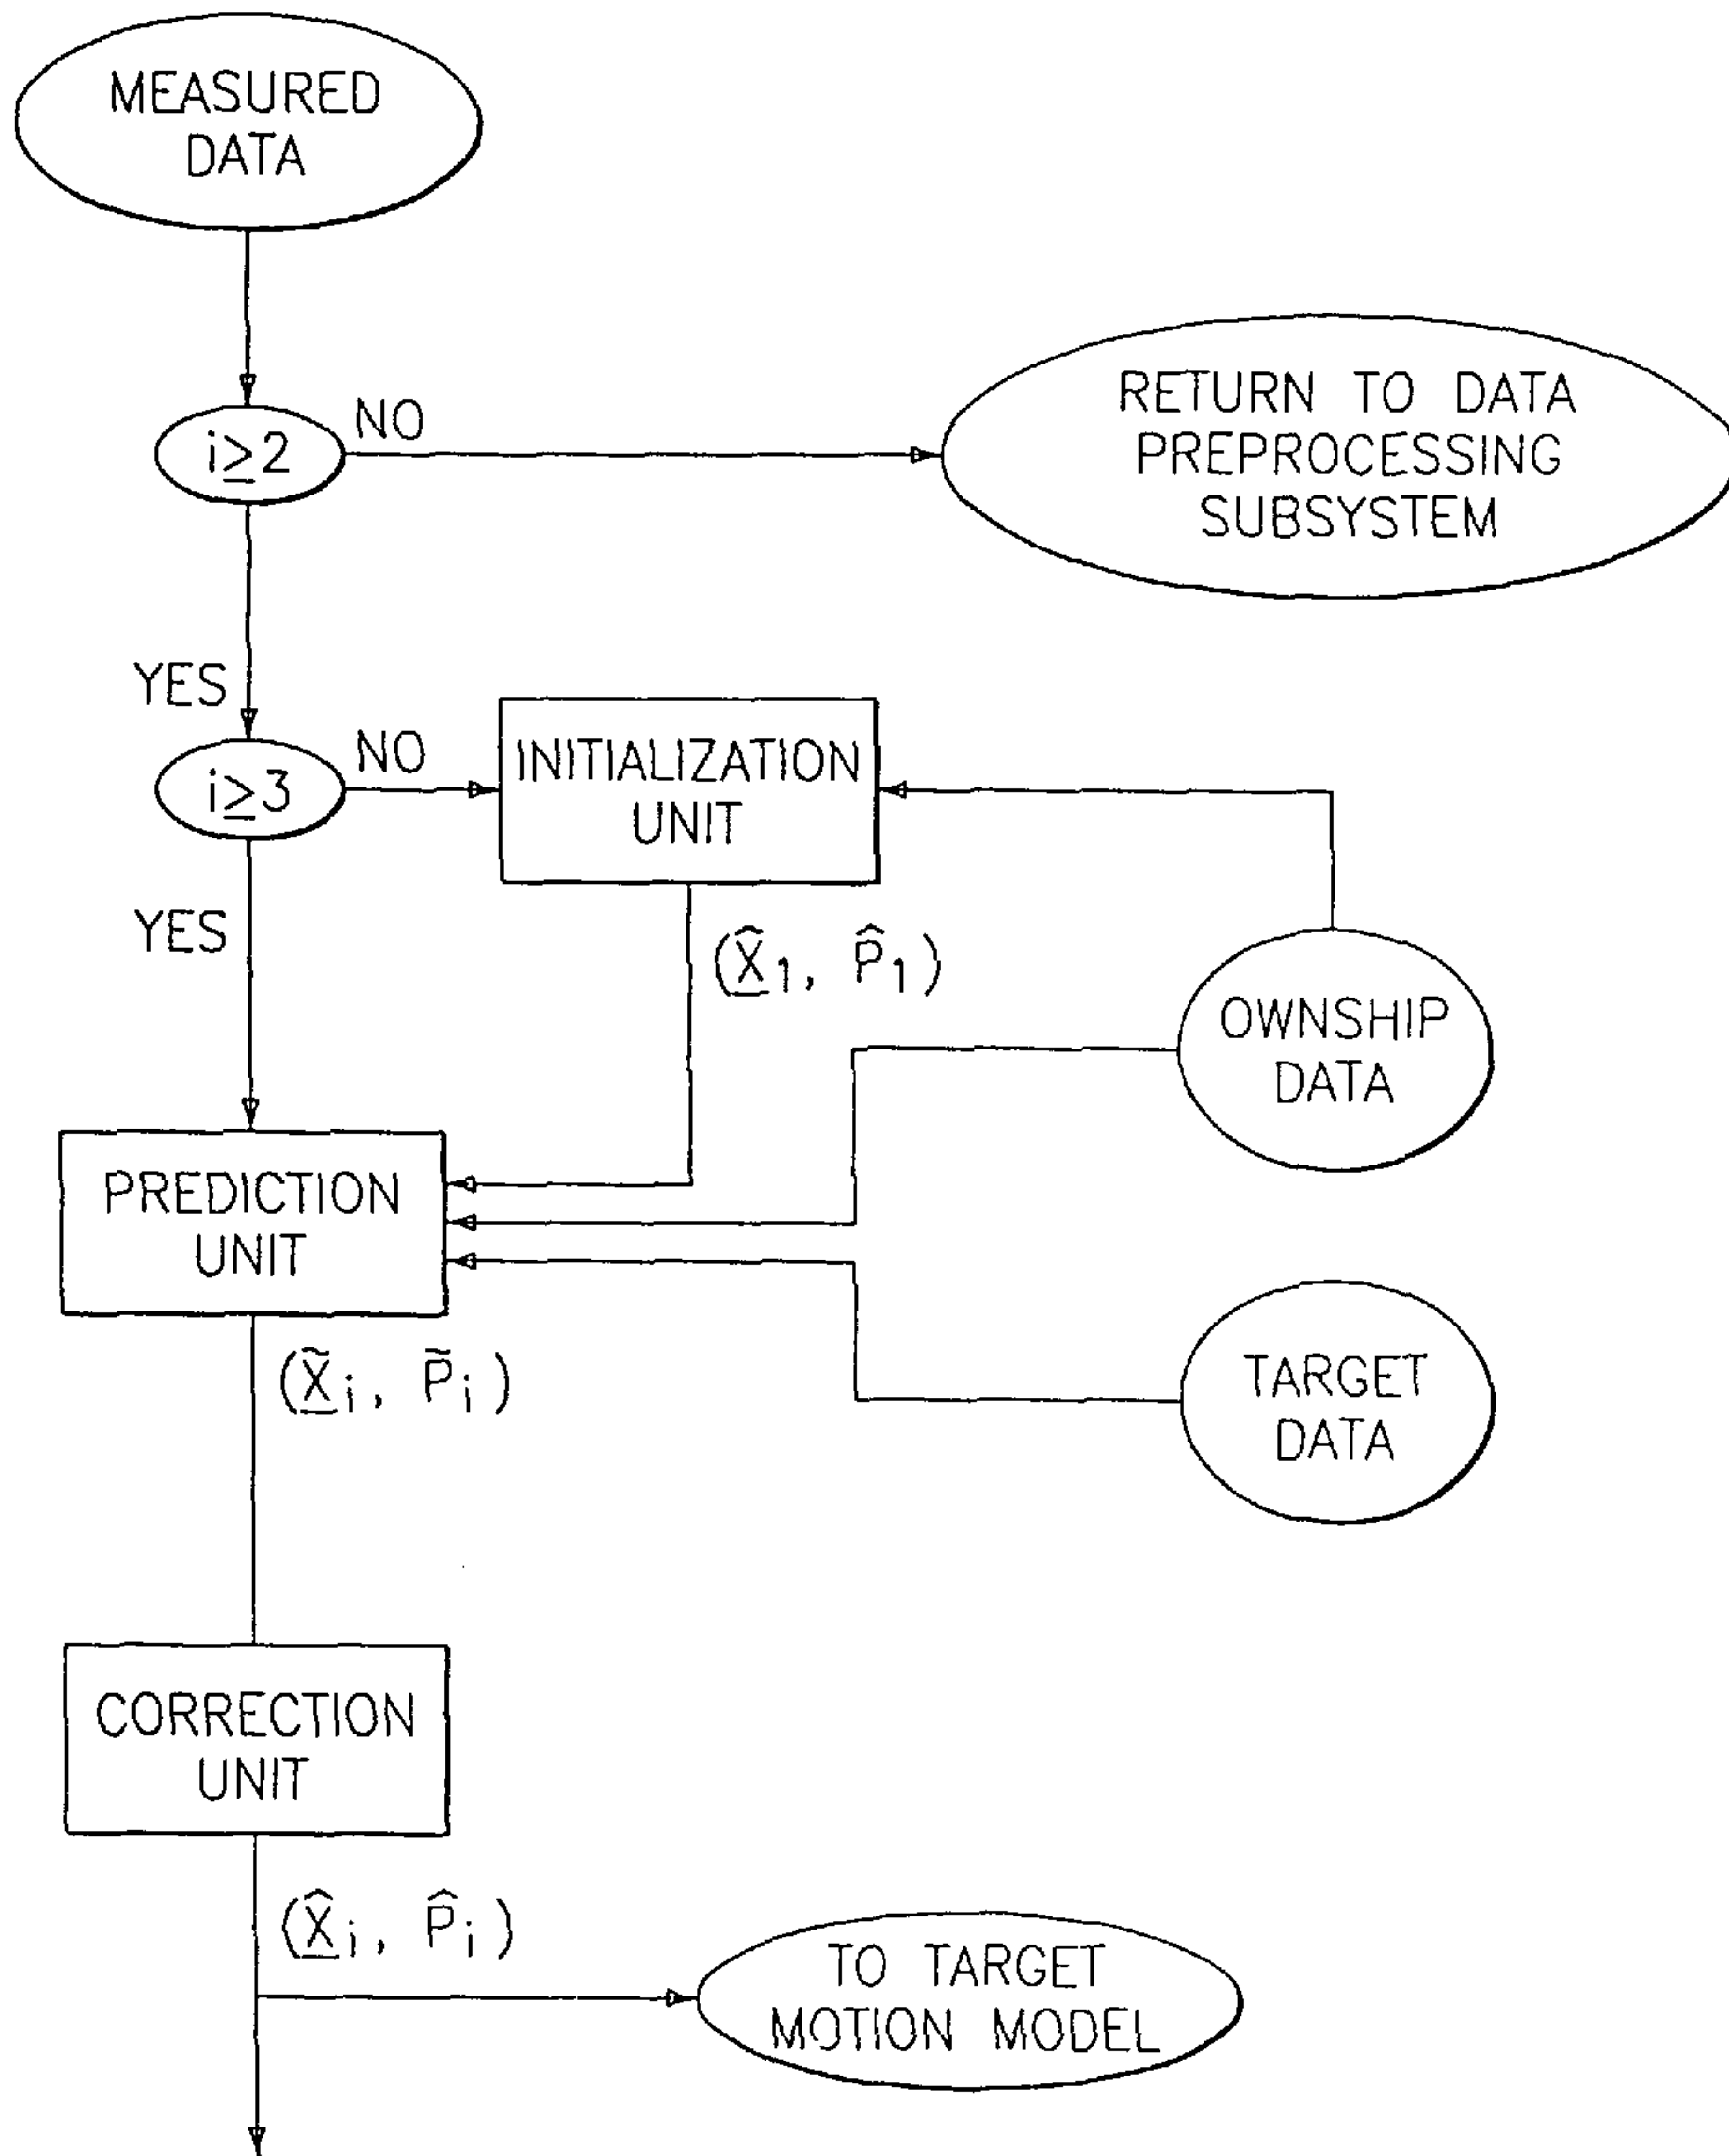 MEASURED
DATA
i≥2
NO
RETURN TO DATA
PREPROCESSING
SUBSYSTEM
YES
i≥3
NO
INITIALIZATION
UNIT
YES
(X̲̂₁, P̂₁)
OWNSHIP
DATA
PREDICTION
UNIT
(X̲̃ᵢ, P̃ᵢ)
TARGET
DATA
CORRECTION
UNIT
(X̲̂ᵢ, P̂ᵢ)
TO TARGET
MOTION MODEL